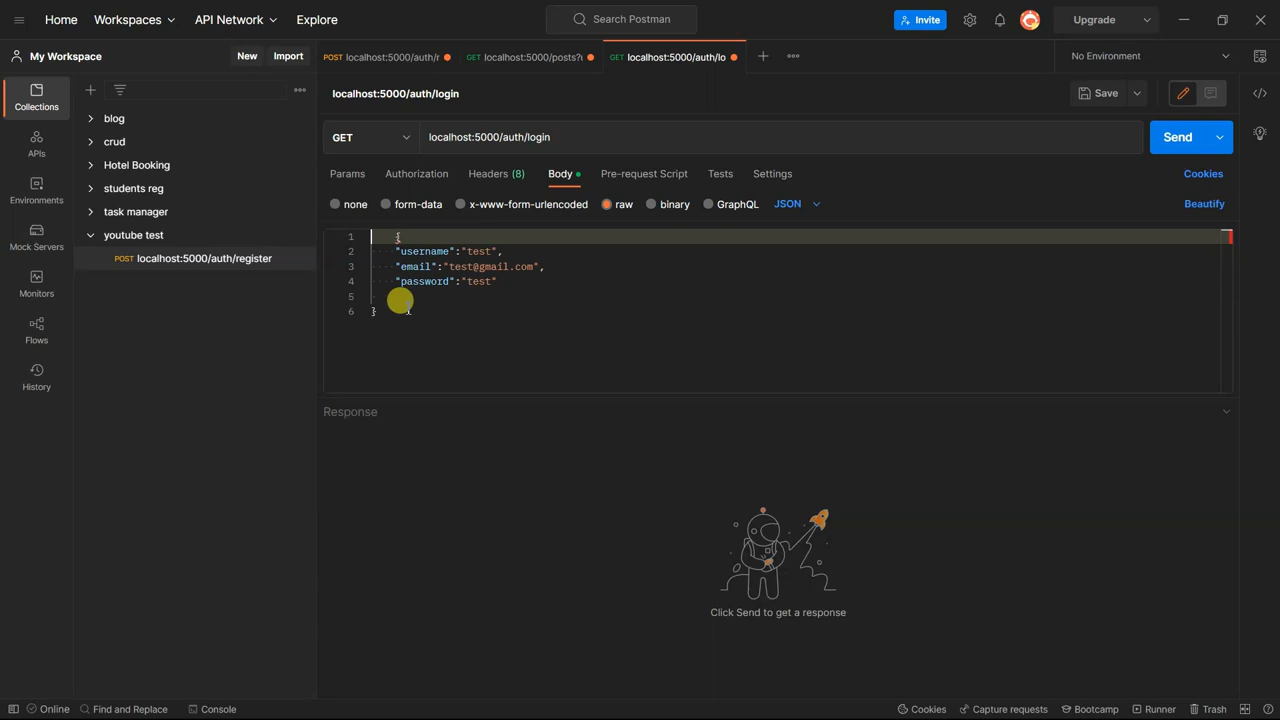 Home Workspaces API Network Explore Search Postman Invite Upgrade
My Workspace New Import POST localhost:5000/auth/r GET localhost:5000/posts?u GET localhost:5000/auth/lo No Environment
Collections
APIs
Environments
Mock Servers
Monitors
Flows
History
blog
crud
Hotel Booking
students reg
task manager
youtube test
POST localhost:5000/auth/register
localhost:5000/auth/login Save
GET localhost:5000/auth/login Send
Params Authorization Headers (8) Body Pre-request Script Tests Settings Cookies
none form-data x-www-form-urlencoded raw binary GraphQL JSON Beautify
1 {
2 "username":"test",
3 "email":"test@gmail.com",
4 "password":"test"
5
6 }
Response
Click Send to get a response
Online Find and Replace Console Cookies Capture requests Bootcamp Runner Trash